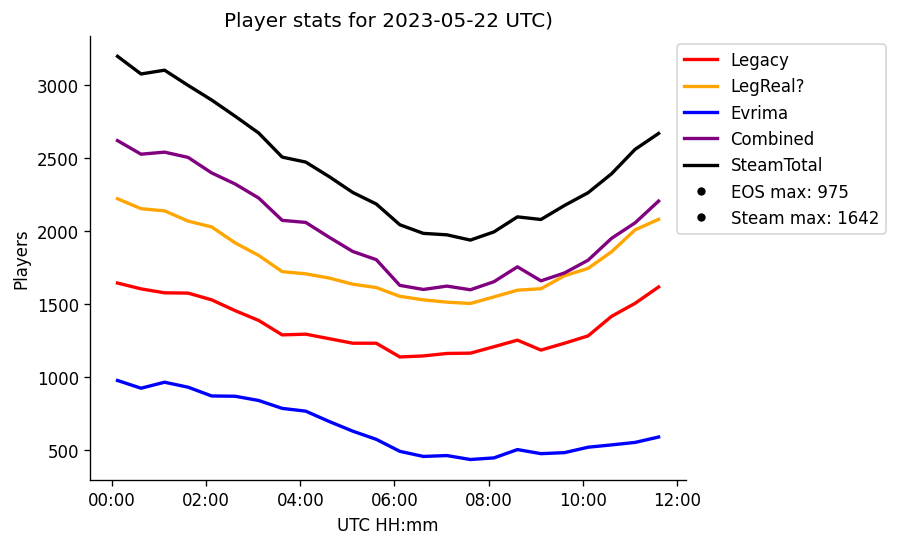 Player stats for 2023-05-22 UTC)
Legacy
LegReal?
Evrima
Combined
SteamTotal
EOS max: 975
Steam max: 1642
Players
3000
2500
2000
1500
1000
500
00:00 02:00 04:00 06:00 08:00 10:00 12:00
UTC HH:mm